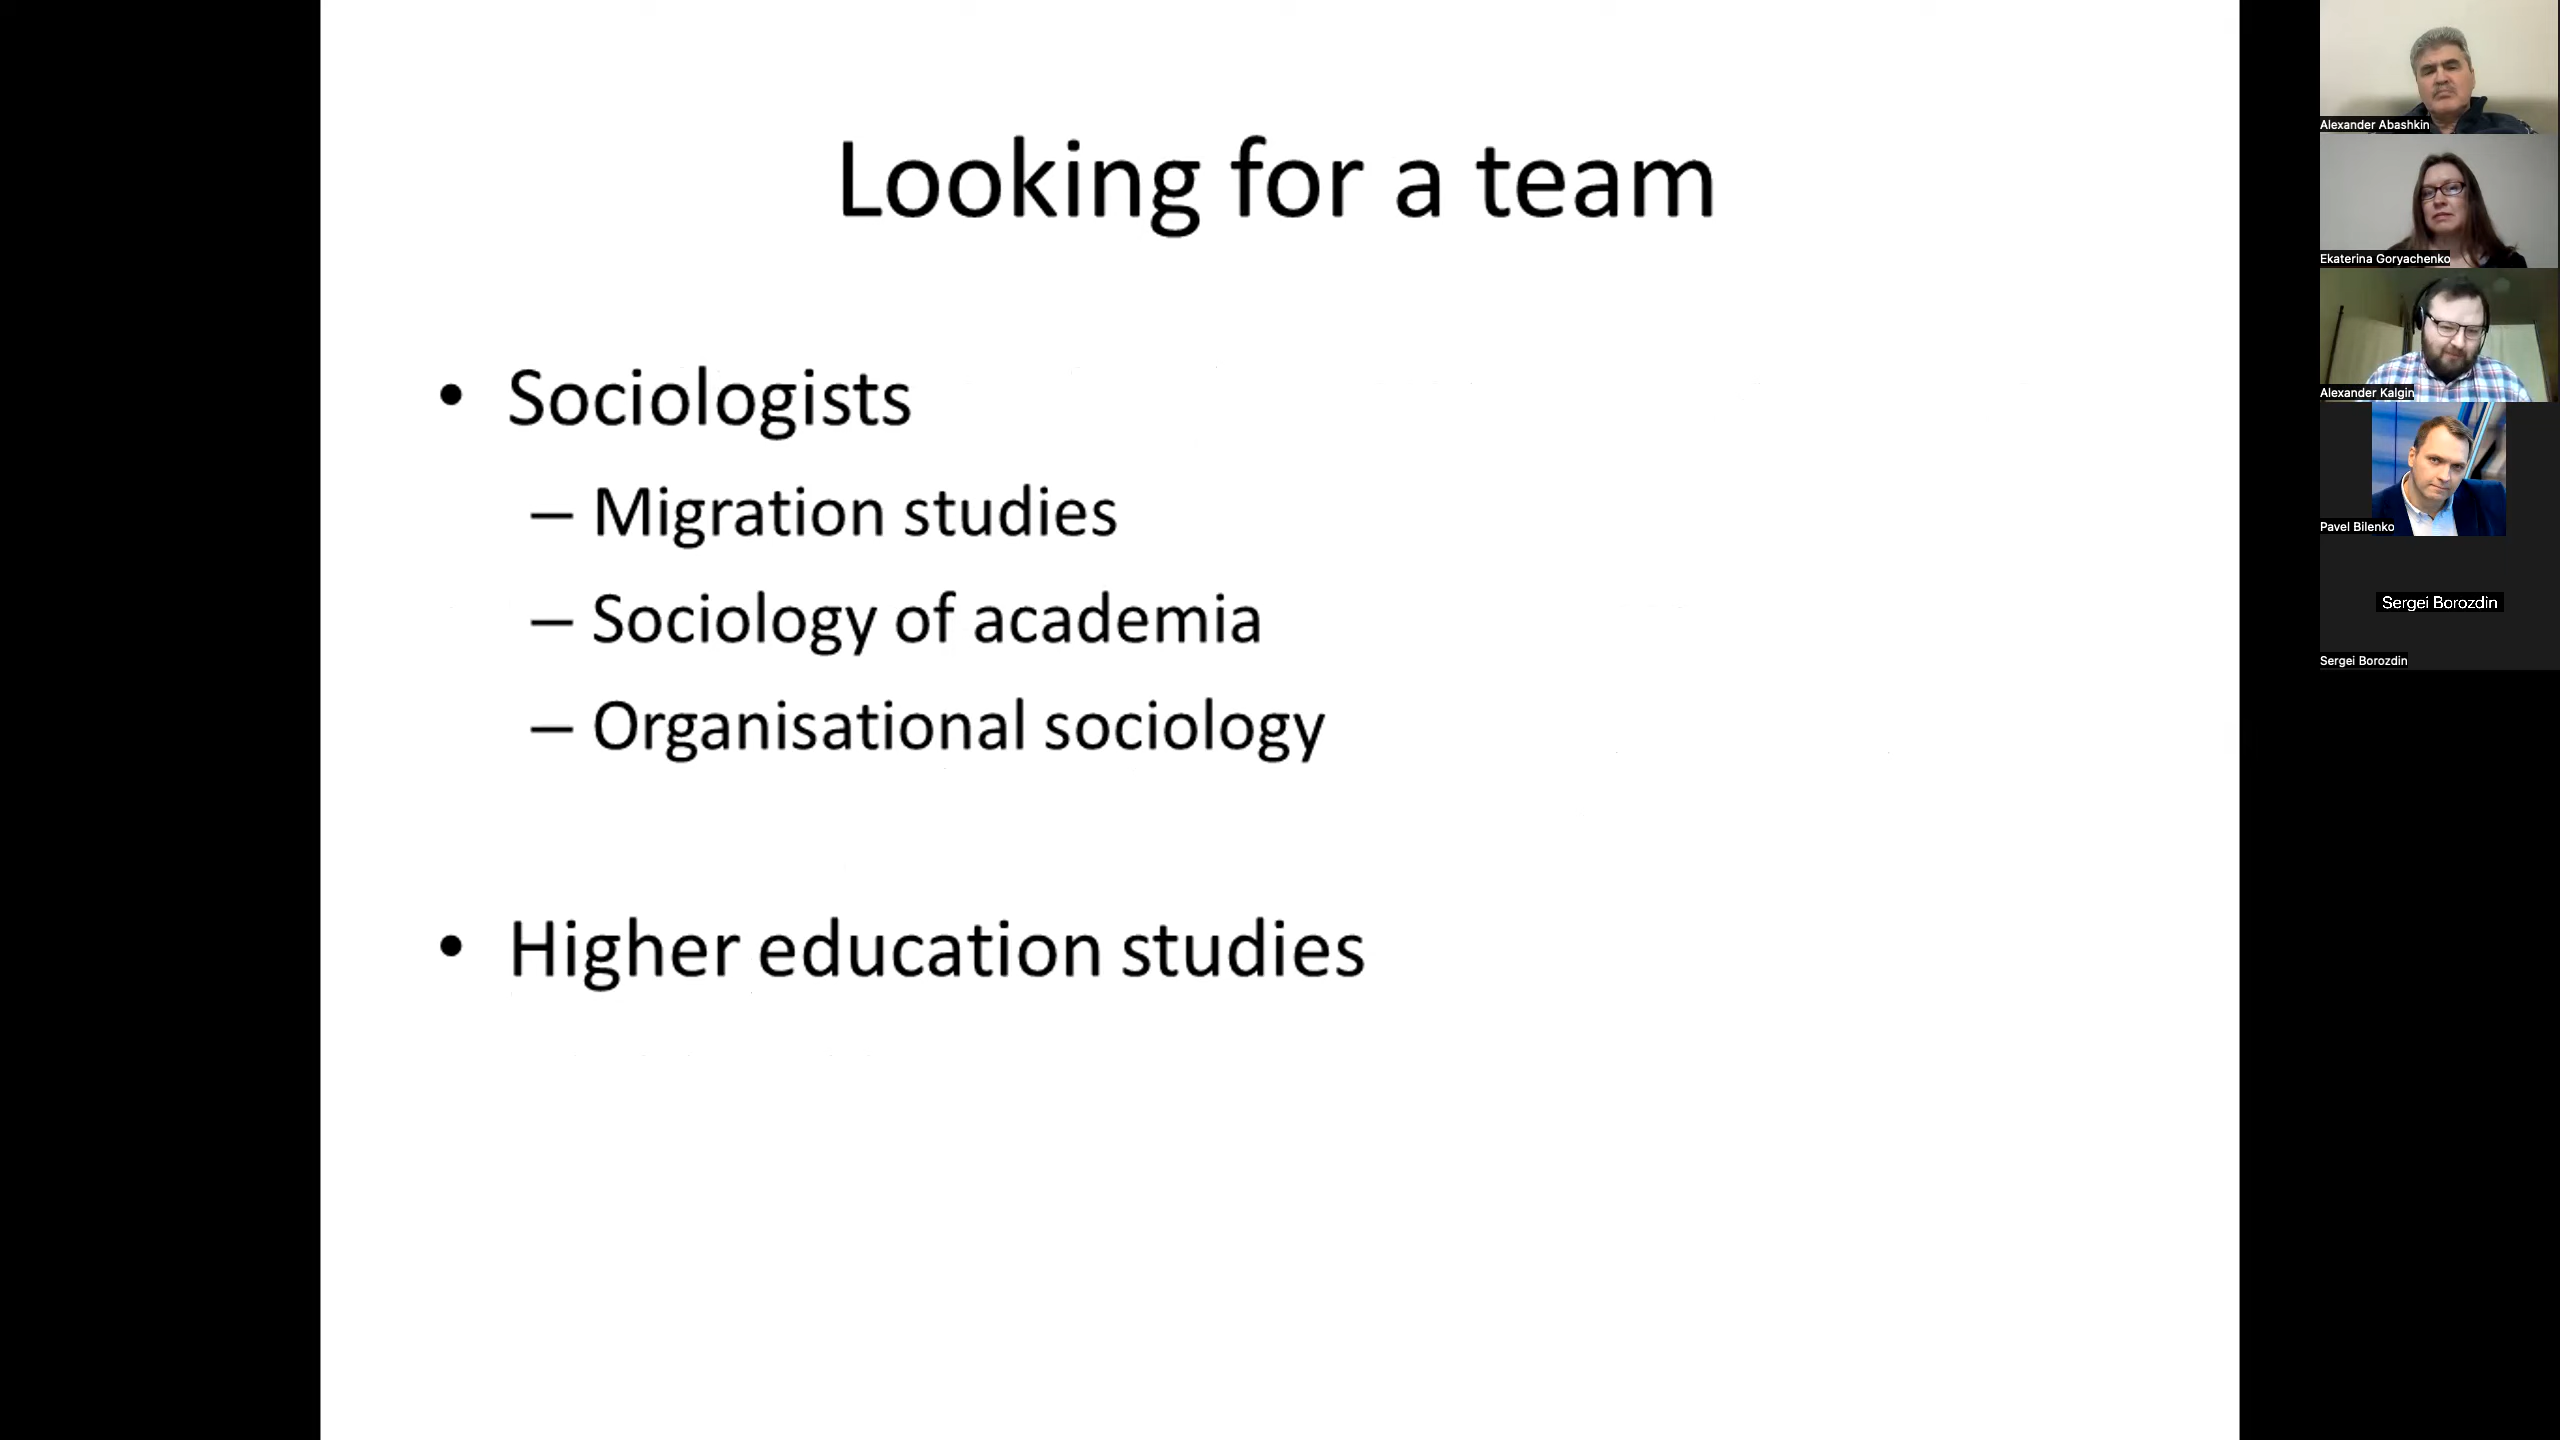 Looking for a team
• Sociologists
– Migration studies
– Sociology of academia
– Organisational sociology
• Higher education studies
Alexander Abashkin
Ekaterina Goryachenko
Alexander Kalgin
Pavel Bilenko
Sergei Borozdin
Sergei Borozdin